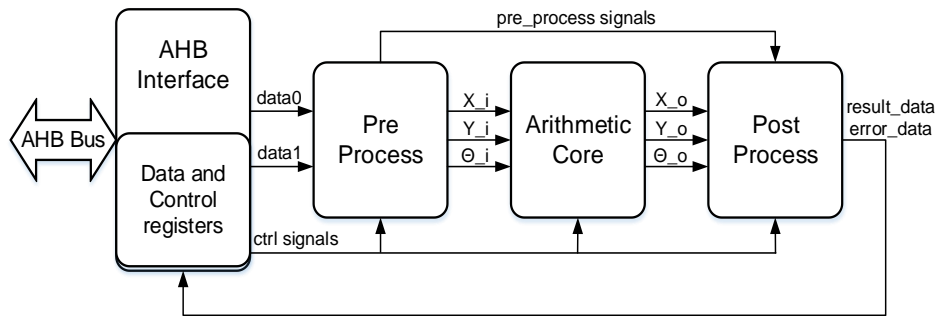 pre_process signals
AHB
Interface
AHB Bus
data0
data1
Data and
Control
registers
ctrl signals
Pre
Process
X_i
Y_i
Θ_i
Arithmetic
Core
X_o
Y_o
Θ_o
Post
Process
result_data
error_data